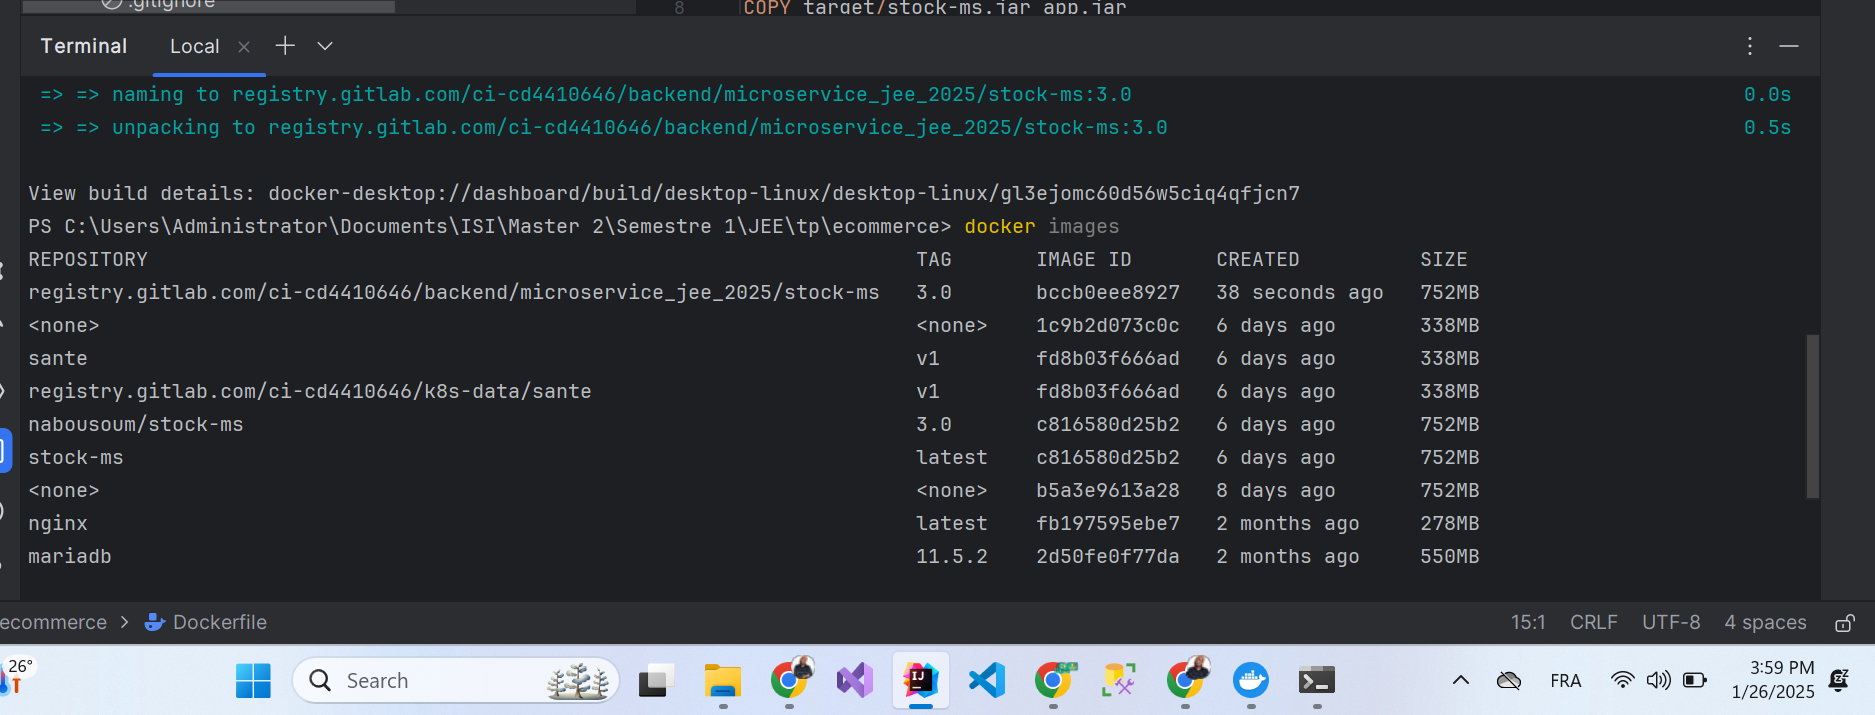 .gitignore
8 COPY target/stock-ms.jar app.jar
Terminal Local
=> => naming to registry.gitlab.com/ci-cd4410646/backend/microservice_jee_2025/stock-ms:3.0 0.0s
=> => unpacking to registry.gitlab.com/ci-cd4410646/backend/microservice_jee_2025/stock-ms:3.0 0.5s
View build details: docker-desktop://dashboard/build/desktop-linux/desktop-linux/gl3ejomc60d56w5ciq4qfjcn7
PS C:\Users\Administrator\Documents\ISI\Master 2\Semestre 1\JEE\tp\ecommerce> docker images
REPOSITORY TAG IMAGE ID CREATED SIZE
registry.gitlab.com/ci-cd4410646/backend/microservice_jee_2025/stock-ms 3.0 bccb0eee8927 38 seconds ago 752MB
<none> <none> 1c9b2d073c0c 6 days ago 338MB
sante v1 fd8b03f666ad 6 days ago 338MB
registry.gitlab.com/ci-cd4410646/k8s-data/sante v1 fd8b03f666ad 6 days ago 338MB
nabousoum/stock-ms 3.0 c816580d25b2 6 days ago 752MB
stock-ms latest c816580d25b2 6 days ago 752MB
<none> <none> b5a3e9613a28 8 days ago 752MB
nginx latest fb197595ebe7 2 months ago 278MB
mariadb 11.5.2 2d50fe0f77da 2 months ago 550MB
ecommerce > Dockerfile 15:1 CRLF UTF-8 4 spaces
26°
Search
IJ
FRA
3:59 PM
1/26/2025